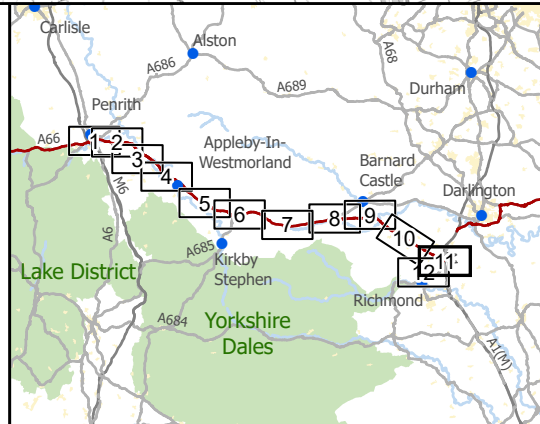 Carlisle
Alston
A686
A68
A689
Durham
Penrith
A66
1
2
3
Appleby-In-
Westmorland
4
M6
5
6
7
8
9
Barnard
Castle
Darlington
10
11
12
A6
A685
Kirkby
Stephen
Lake District
Richmond
A684
Yorkshire
Dales
A1(M)